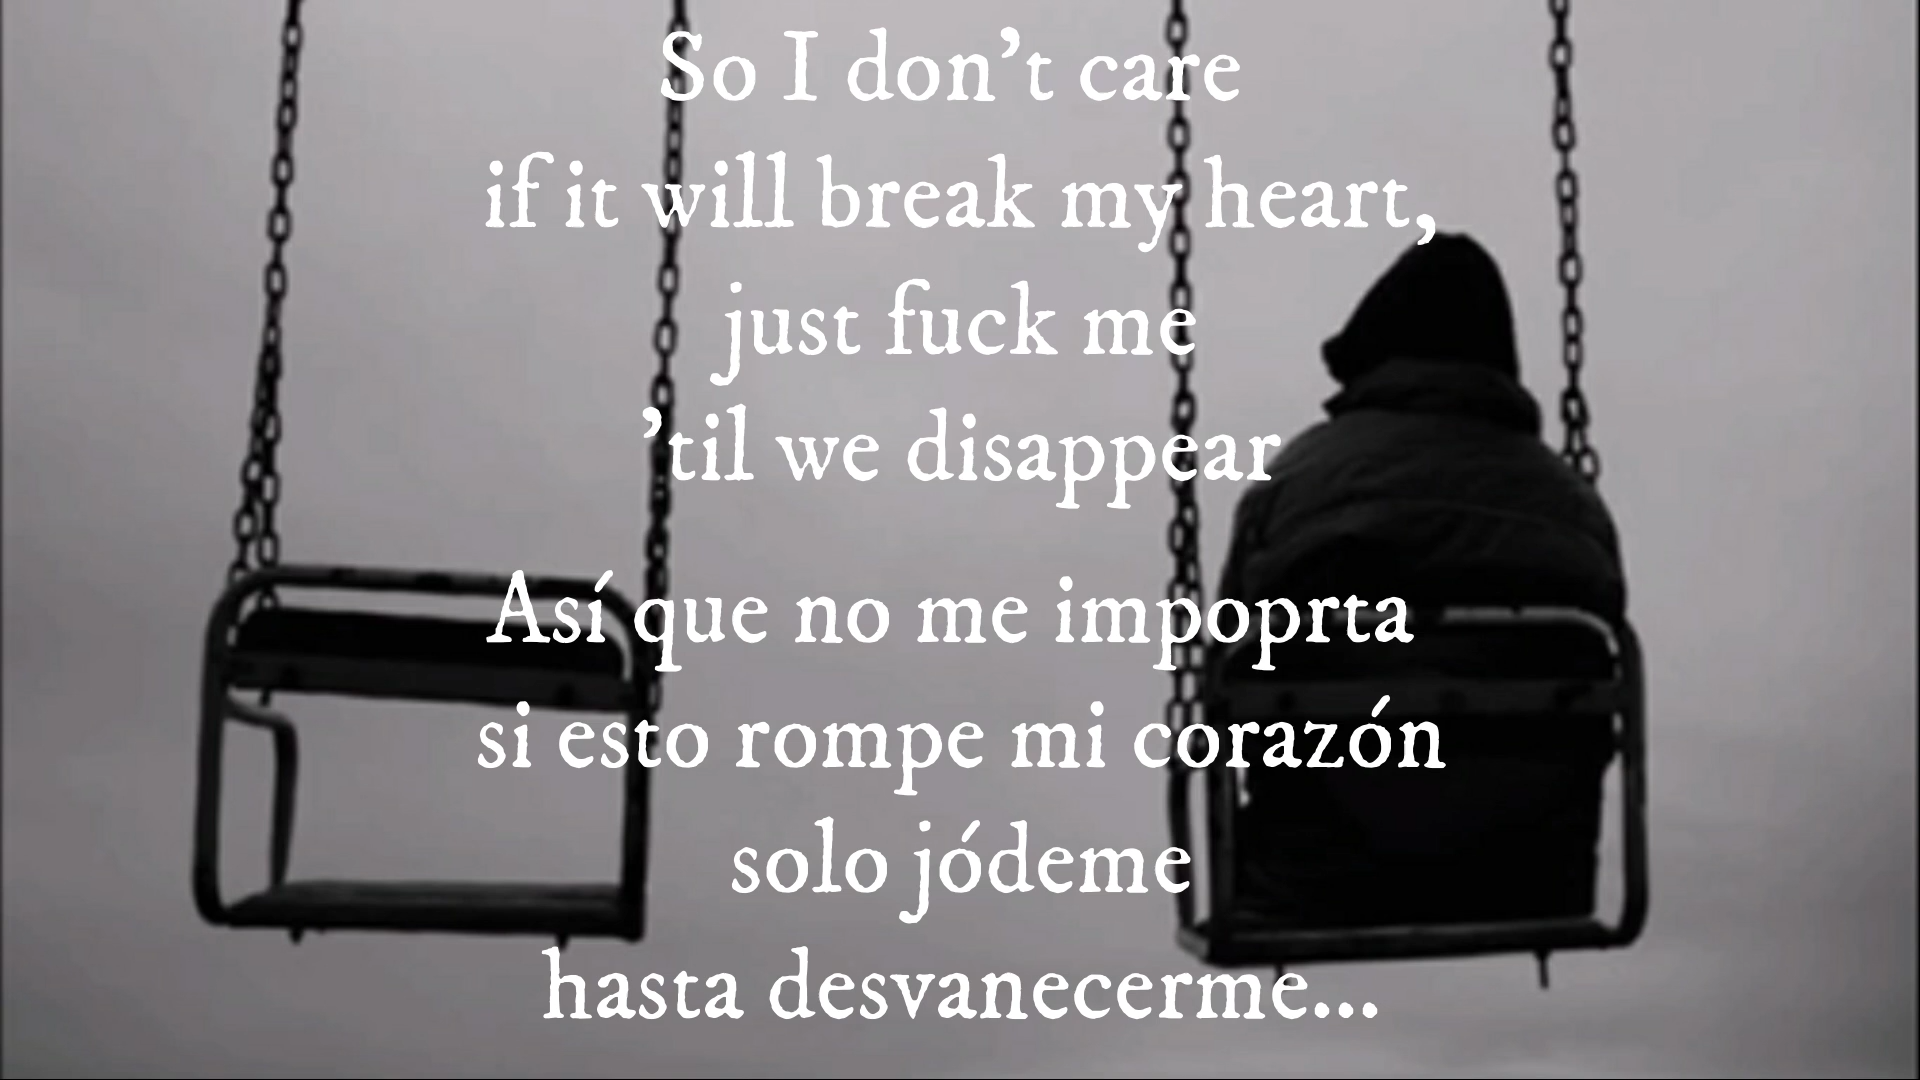 So I don’t care
if it will break my heart,
just fuck me
’til we disappear
Así que no me impoprta
si esto rompe mi corazón
solo jódeme
hasta desvanecerme...